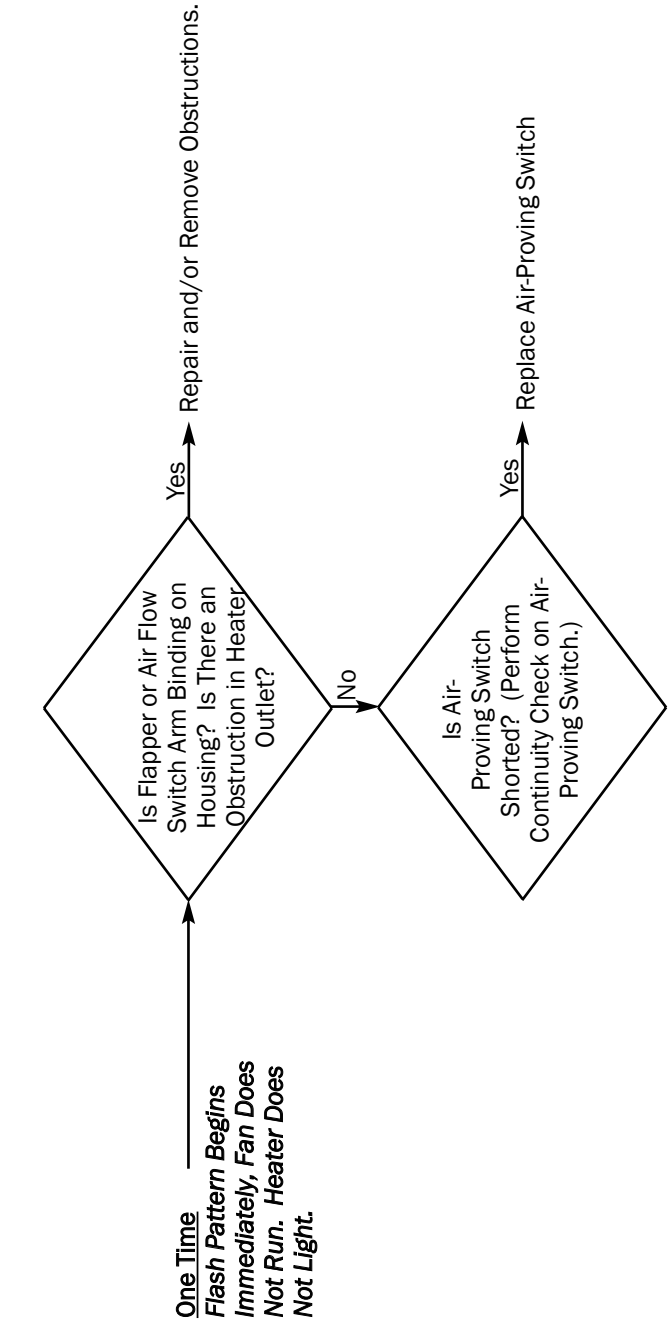 One Time
Flash Pattern Begins
Immediately, Fan Does
Not Run.  Heater Does
Not Light.
Is Flapper or Air Flow
Switch Arm Binding on
Housing?  Is There an
Obstruction in Heater
Outlet?
Yes
Repair and/or Remove Obstructions.
No
Is Air-
Proving Switch
Shorted?  (Perform
Continuity Check on Air-
Proving Switch.)
Yes
Replace Air-Proving Switch